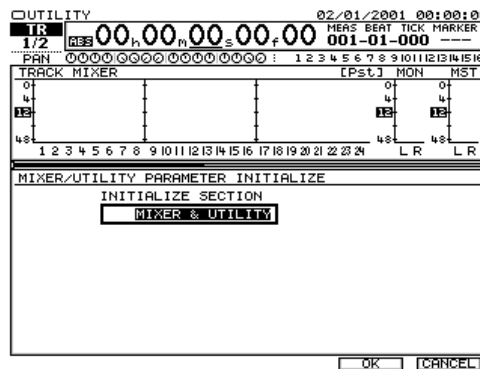 UTILITY 02/01/2001 00:00:0
TR MEAS BEAT TICK MARKER
1/2 ABS 00h00m00s00f00 001-01-000 ---
PAN 1 2 3 4 5 6 7 8 9 10 11 12 13 14 15 16
TRACK MIXER [Pst] MON MST
0 0 0
4 4 4
12 12 12
48 48 48
1 2 3 4 5 6 7 8 9 10 11 12 13 14 15 16 17 18 19 20 21 22 23 24 L R L R
MIXER/UTILITY PARAMETER INITIALIZE
INITIALIZE SECTION
MIXER & UTILITY
OK CANCEL